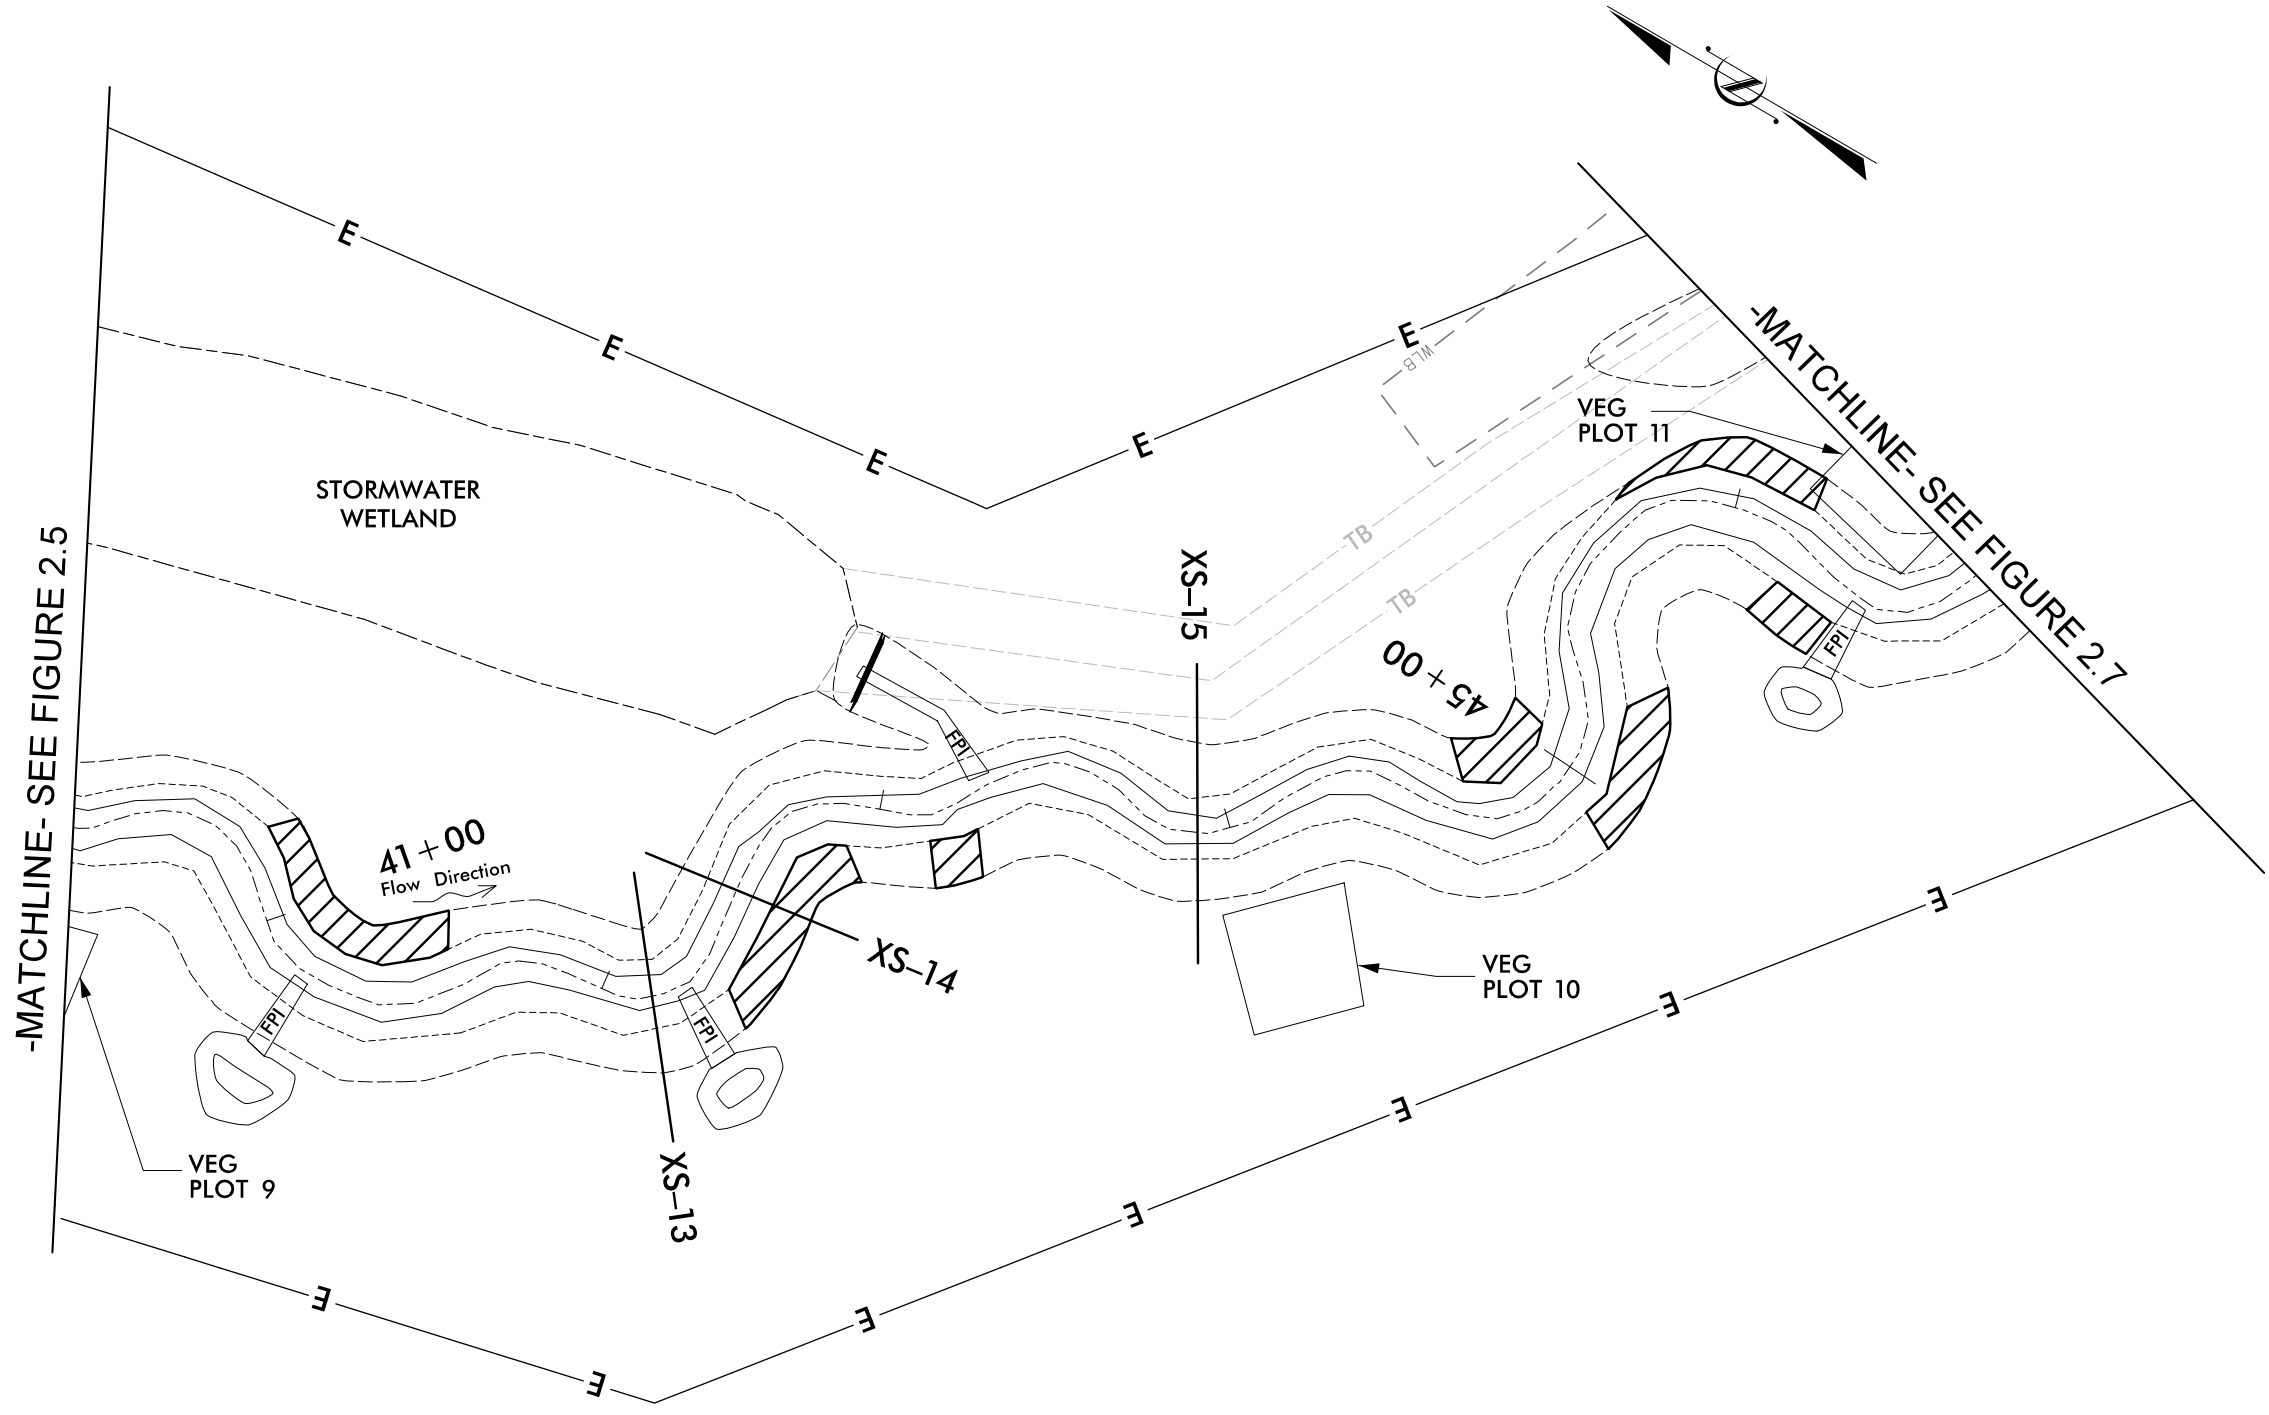 E
E
E
E
E
WLB
-MATCHLINE- SEE FIGURE 2.5
-MATCHLINE- SEE FIGURE 2.7
VEG
PLOT 11
STORMWATER
WETLAND
TB
TB
XS-15
45+00
FPI
FPI
41+00
Flow Direction
XS-14
VEG
PLOT 10
FPI
FPI
VEG
PLOT 9
XS-13
E
E
E
E
E
E
E